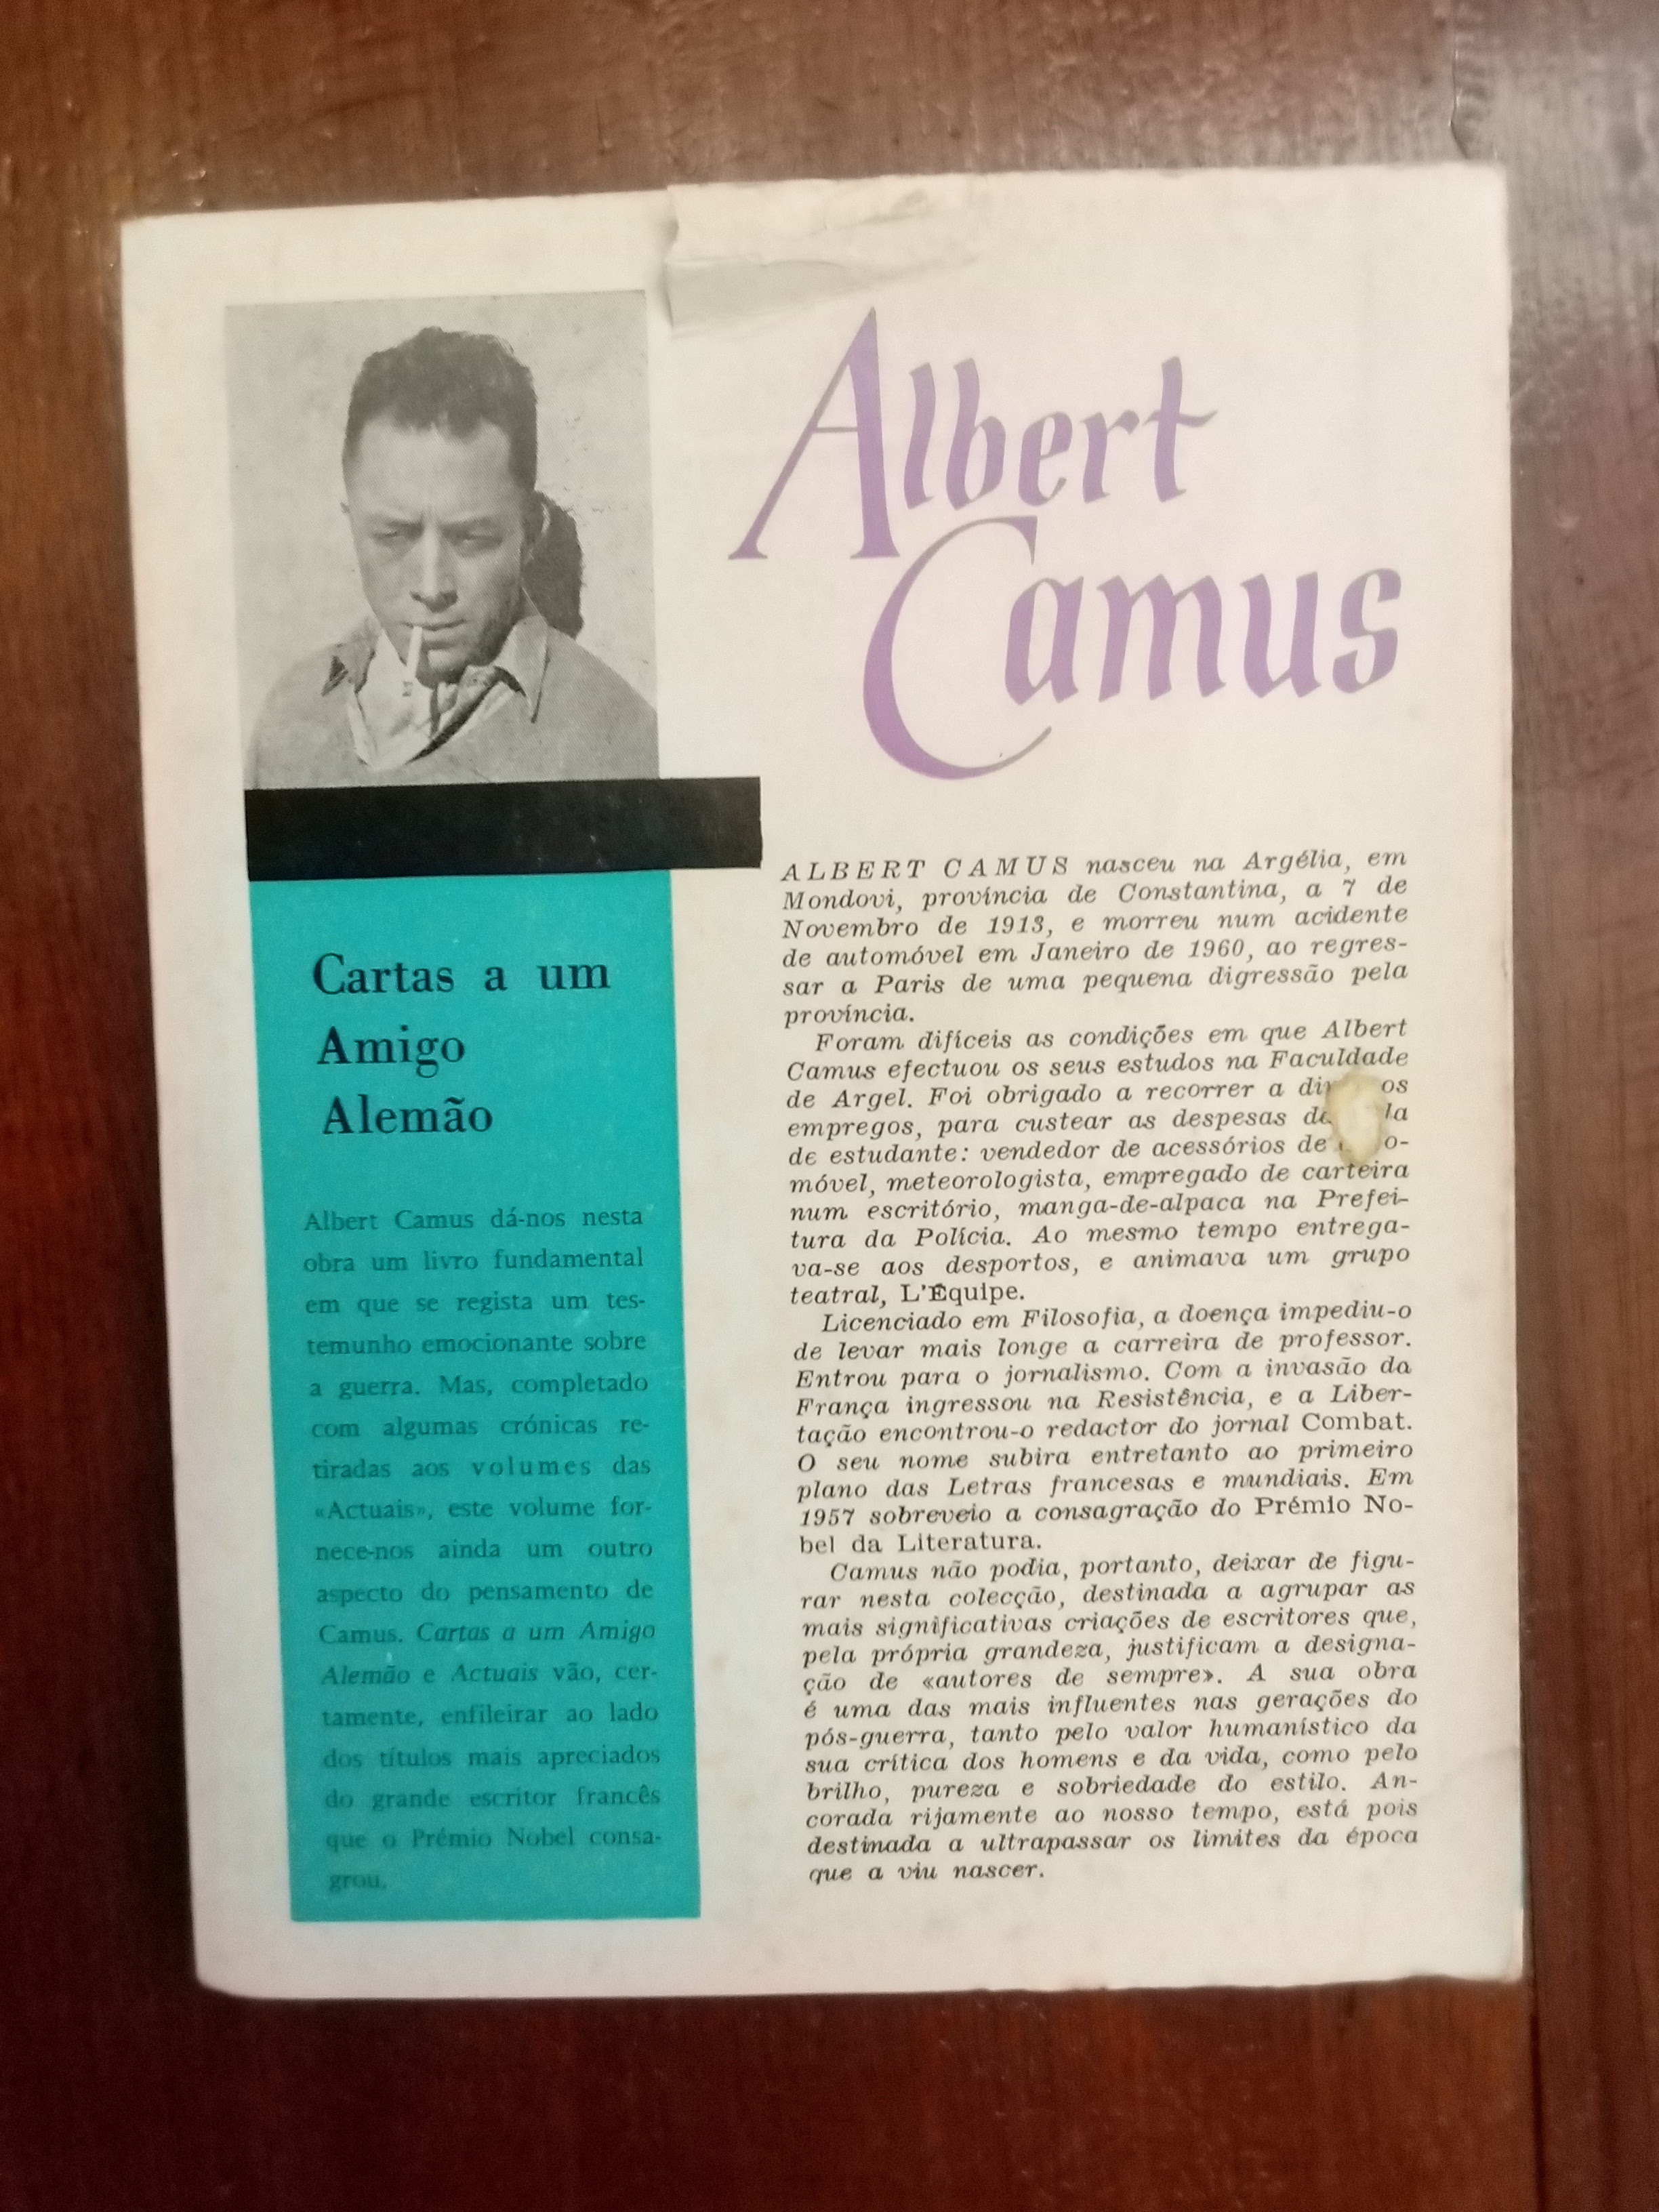 Albert
Camus
Cartas a um
Amigo
Alemão
Albert Camus dá-nos nesta
obra um livro fundamental
em que se regista um tes-
temunho emocionante sobre
a guerra. Mas, completado
com algumas crónicas re-
tiradas aos volumes das
«Actuais», este volume for-
nece-nos ainda um outro
aspecto do pensamento de
Camus. Cartas a um Amigo
Alemão e Actuais vão, cer-
tamente, enfileirar ao lado
dos títulos mais apreciados
do grande escritor francês
que o Prémio Nobel consa-
grou.
ALBERT CAMUS nasceu na Argélia, em
Mondovi, província de Constantina, a 7 de
Novembro de 1913, e morreu num acidente
de automóvel em Janeiro de 1960, ao regres-
sar a Paris de uma pequena digressão pela
província.
Foram difíceis as condições em que Albert
Camus efectuou os seus estudos na Faculdade
de Argel. Foi obrigado a recorrer a
empregos, para custear as despesas
de estudante: vendedor de acessórios de
móvel, meteorologista, empregado de carteira
num escritório, manga-de-alpaca na Prefei-
tura da Polícia. Ao mesmo tempo entrega-
va-se aos desportos, e animava um grupo
teatral, L'Équipe.
Licenciado em Filosofia, a doença impediu-o
de levar mais longe a carreira de professor.
Entrou para o jornalismo. Com a invasão da
França ingressou na Resistência, e a Liber-
tação encontrou-o redactor do jornal Combat.
O seu nome subira entretanto ao primeiro
plano das Letras francesas e mundiais. Em
1957 sobreveio a consagração do Prémio No-
bel da Literatura.
Camus não podia, portanto, deixar de figu-
rar nesta colecção, destinada a agrupar as
mais significativas criações de escritores que,
pela própria grandeza, justificam a designa-
ção de «autores de sempre». A sua obra
é uma das mais influentes nas gerações do
pós-guerra, tanto pelo valor humanístico da
sua crítica dos homens e da vida, como pelo
brilho, pureza e sobriedade do estilo. An-
corada rijamente ao nosso tempo, está pois
destinada a ultrapassar os limites da época
que a viu nascer.